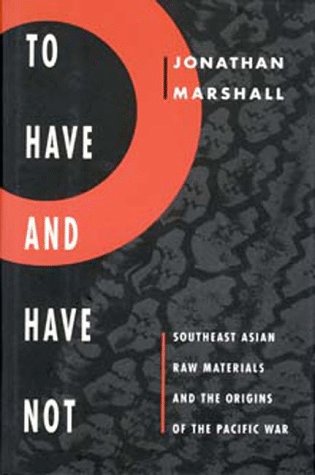 TO
HAVE
AND
HAVE
NOT
JONATHAN
MARSHALL
SOUTHEAST ASIAN
RAW MATERIALS
AND THE ORIGINS
OF THE PACIFIC WAR